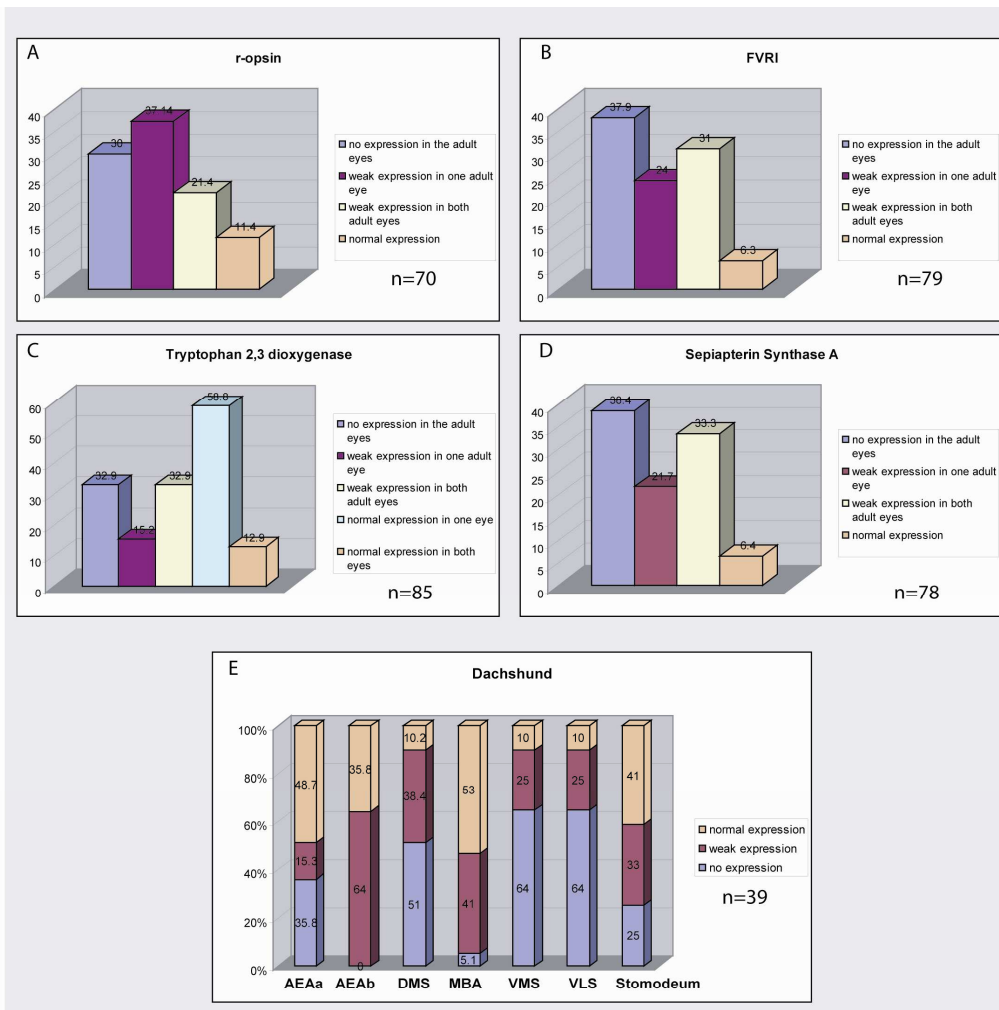 A
r-opsin
40
35
30
25
20
15
10
5
0
30
37.14
21.4
11.4
no expression in the adult
eyes
weak expression in one adult
eye
weak expression in both
adult eyes
normal expression
n=70
B
FVRI
40
35
30
25
20
15
10
5
0
37.9
24
31
6.3
no expression in the adult
eyes
weak expression in one adult
eye
weak expression in both
adult eyes
normal expression
n=79
C
Tryptophan 2,3 dioxygenase
60
50
40
30
20
10
0
32.9
15.2
32.9
58.8
12.9
no expression in the adult
eyes
weak expression in one adult
eye
weak expression in both
adult eyes
normal expression in one eye
normal expression in both
eyes
n=85
D
Sepiapterin Synthase A
40
35
30
25
20
15
10
5
0
38.4
21.7
33.3
6.4
no expression in the adult
eyes
weak expression in one adult
eye
weak expression in both
adult eyes
normal expression
n=78
E
Dachshund
100%
80%
60%
40%
20%
0%
48.7
15.3
35.8
35.8
64
0
10.2
38.4
51
53
41
5.1
10
25
64
10
25
64
41
33
25
AEAa AEAb DMS MBA VMS VLS Stomodeum
normal expression
weak expression
no expression
n=39